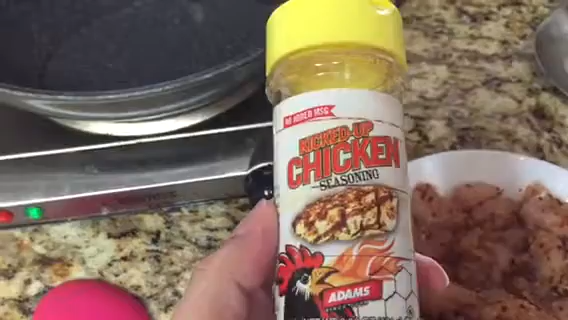 NO ADDED MSG
KICKED-UP
CHICKEN
SEASONING
ADAMS